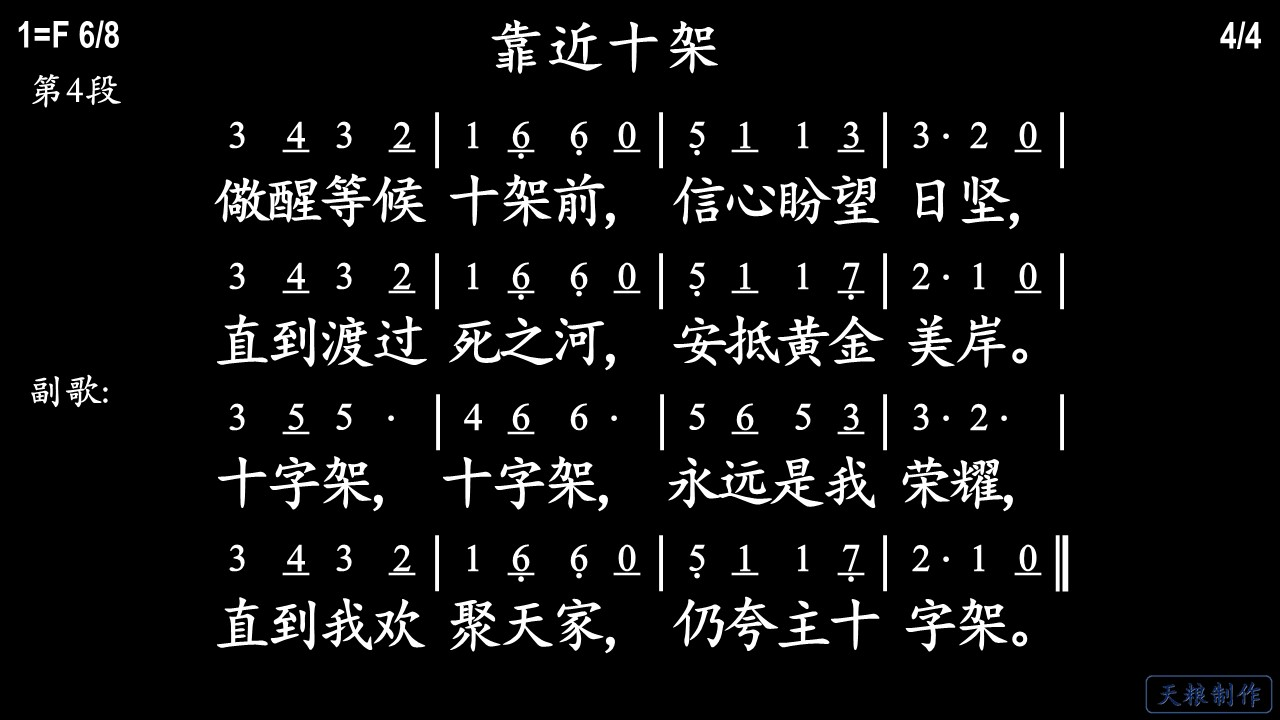 1=F 6/8
靠近十架
4/4
第4段
3 4 3 2 | 1 6̣ 6̣ 0 | 5̣ 1 1 3 | 3· 2 0 |
儆醒等候 十架前, 信心盼望 日坚,
3 4 3 2 | 1 6̣ 6̣ 0 | 5̣ 1 1 7̣ | 2· 1 0 |
直到渡过 死之河, 安抵黄金 美岸。
副歌:
3 5 5 · | 4 6 6 · | 5 6 5 3 | 3· 2· |
十字架, 十字架, 永远是我 荣耀,
3 4 3 2 | 1 6̣ 6̣ 0 | 5̣ 1 1 7̣ | 2· 1 0 ‖
直到我欢 聚天家, 仍夸主十 字架。
天粮制作